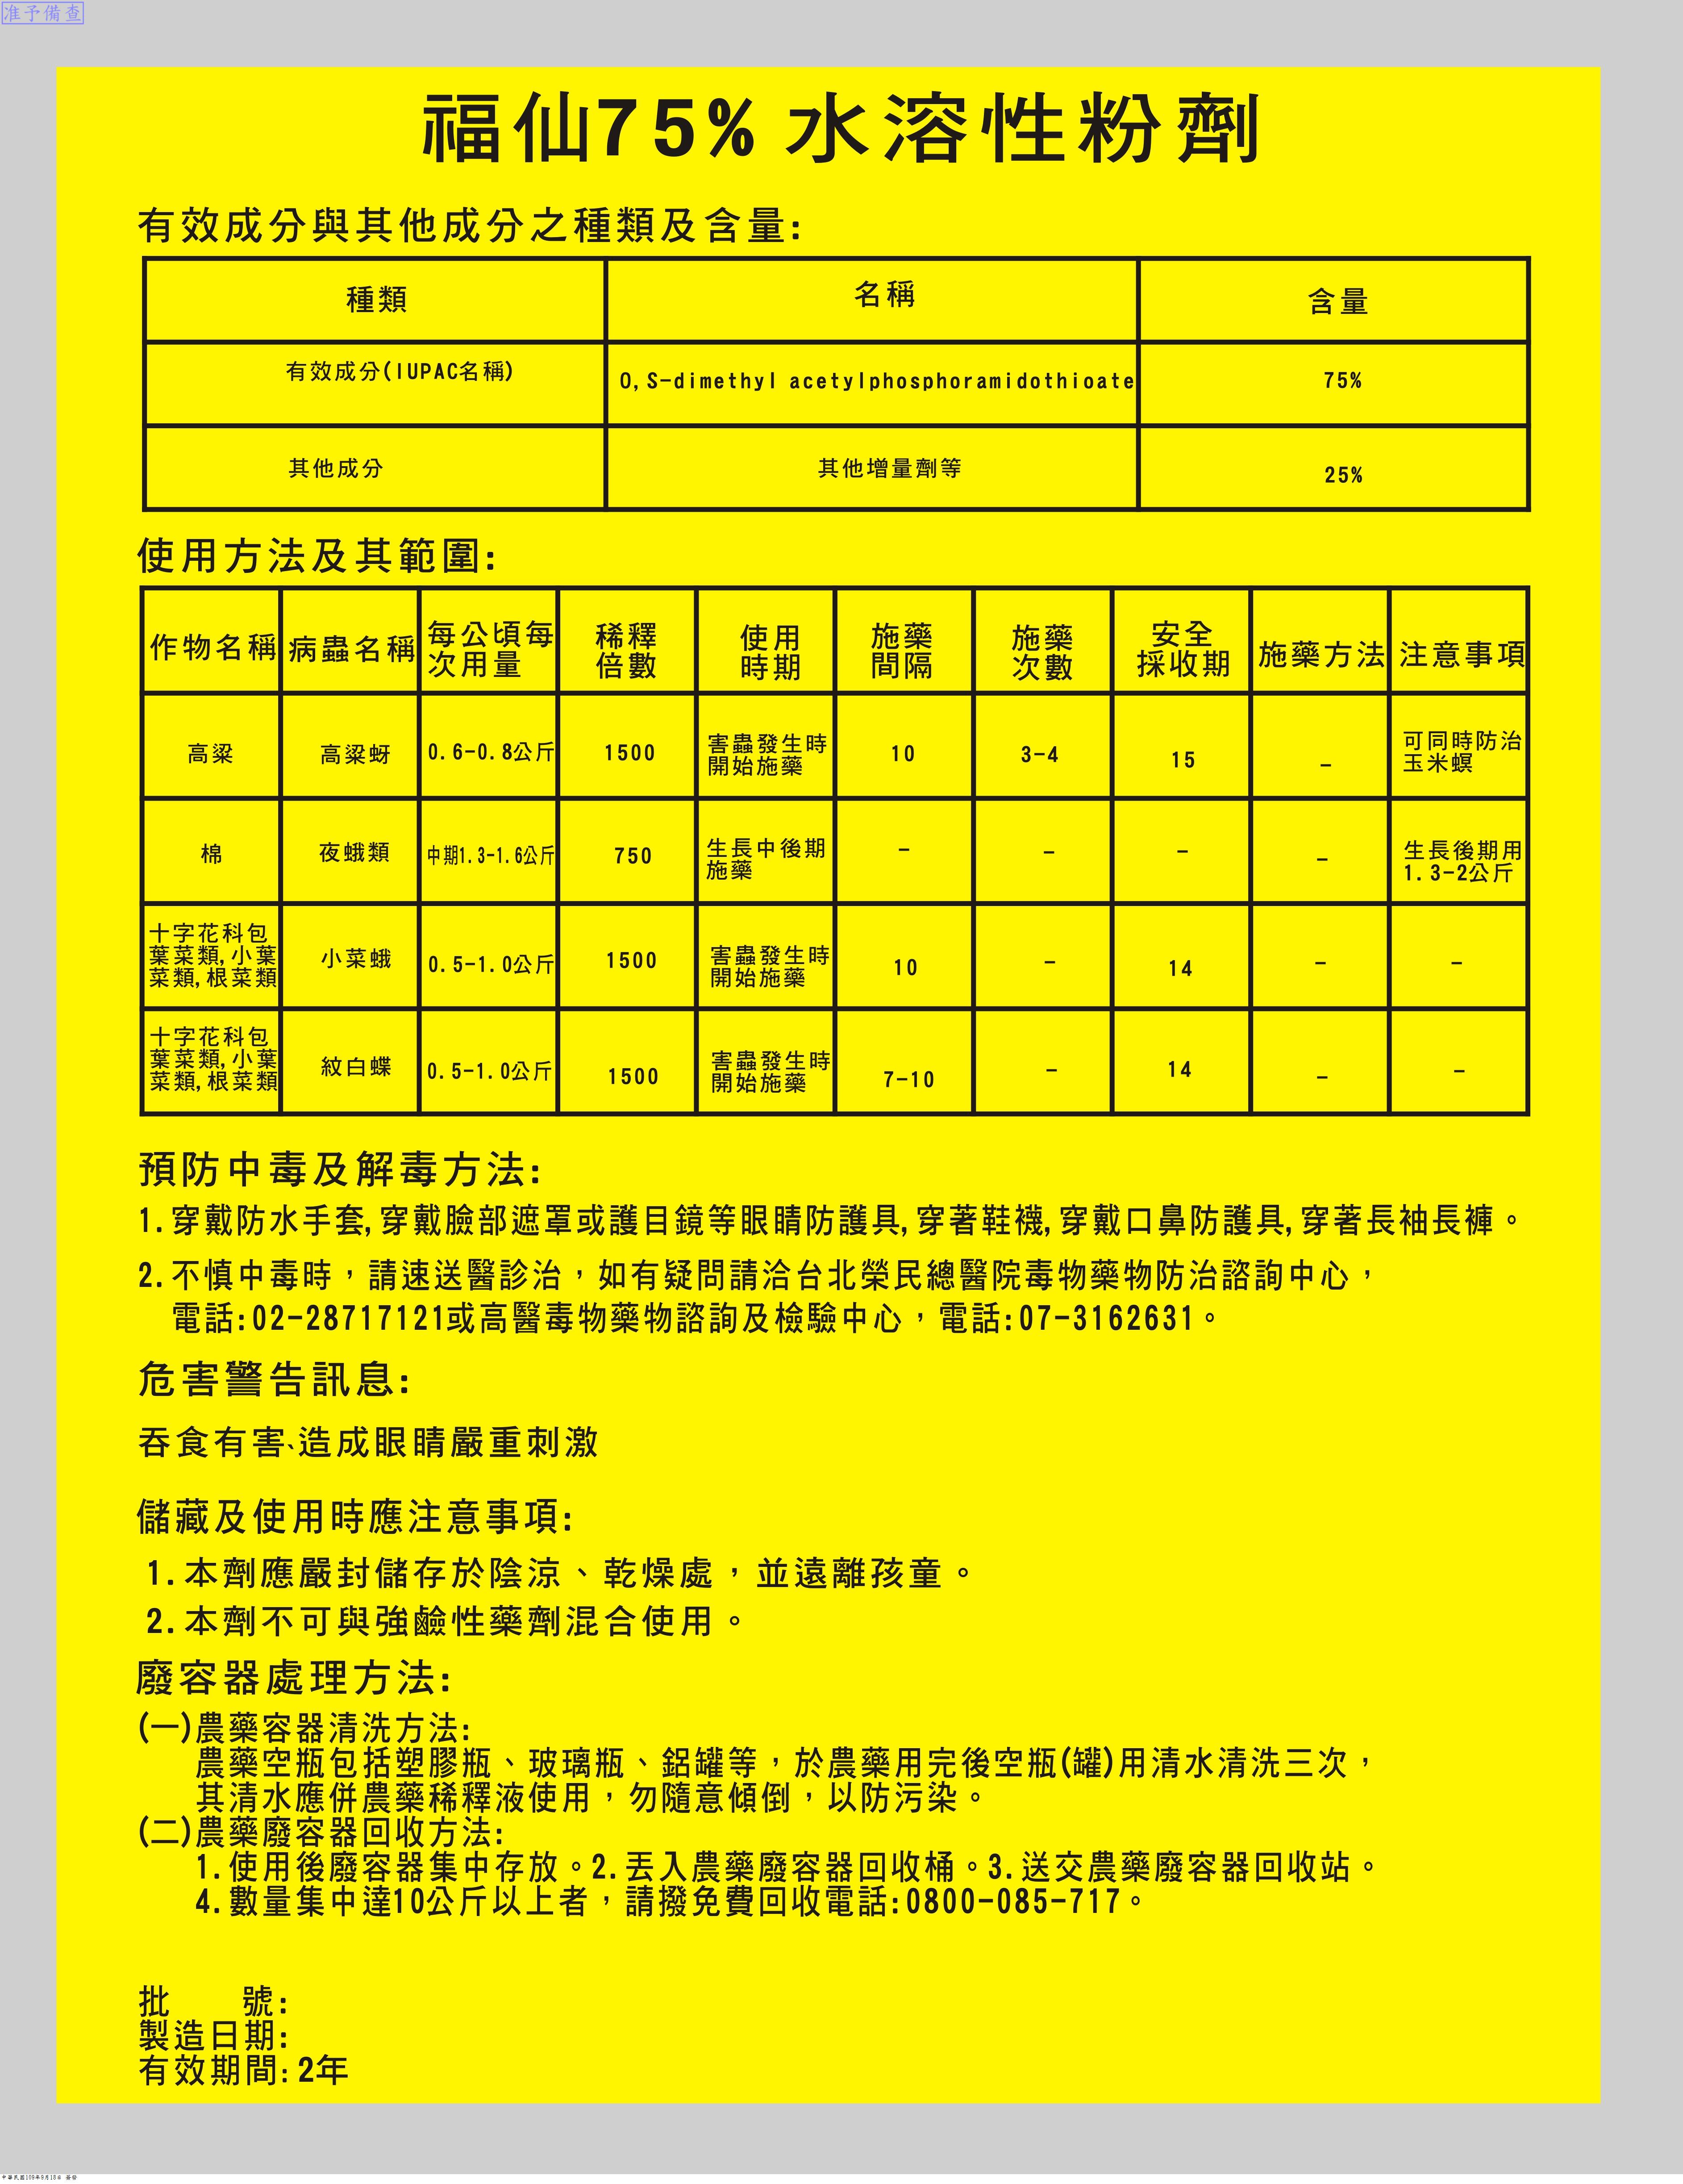 准予備查
福仙75% 水溶性粉劑
有效成分與其他成分之種類及含量:
種類 名稱 含量
有效成分(IUPAC名稱) O,S-dimethyl acetylphosphoramidothioate 75%
其他成分 其他增量劑等 25%
使用方法及其範圍:
作物名稱 病蟲名稱 每公頃每次用量 稀釋倍數 使用時期 施藥間隔 施藥次數 安全採收期 施藥方法 注意事項
高粱 高粱蚜 0.6-0.8公斤 1500 害蟲發生時開始施藥 10 3-4 15 - 可同時防治玉米螟
棉 夜蛾類 中期1.3-1.6公斤 750 生長中後期施藥 - - - - 生長後期用1.3-2公斤
十字花科包葉菜類,小葉菜類,根菜類 小菜蛾 0.5-1.0公斤 1500 害蟲發生時開始施藥 10 - 14 - -
十字花科包葉菜類,小葉菜類,根菜類 紋白蝶 0.5-1.0公斤 1500 害蟲發生時開始施藥 7-10 - 14 - -
預防中毒及解毒方法:
1.穿戴防水手套,穿戴臉部遮罩或護目鏡等眼睛防護具,穿著鞋襪,穿戴口鼻防護具,穿著長袖長褲。
2.不慎中毒時，請速送醫診治，如有疑問請洽台北榮民總醫院毒物藥物防治諮詢中心，
電話:02-28717121或高醫毒物藥物諮詢及檢驗中心，電話:07-3162631。
危害警告訊息:
吞食有害、造成眼睛嚴重刺激
儲藏及使用時應注意事項:
1.本劑應嚴封儲存於陰涼、乾燥處，並遠離孩童。
2.本劑不可與強鹼性藥劑混合使用。
廢容器處理方法:
(一)農藥容器清洗方法:
農藥空瓶包括塑膠瓶、玻璃瓶、鋁罐等，於農藥用完後空瓶(罐)用清水清洗三次，
其清水應併農藥稀釋液使用，勿隨意傾倒，以防污染。
(二)農藥廢容器回收方法:
1.使用後廢容器集中存放。2.丟入農藥廢容器回收桶。3.送交農藥廢容器回收站。
4.數量集中達10公斤以上者，請撥免費回收電話:0800-085-717。
批 號:
製造日期:
有效期間:2年